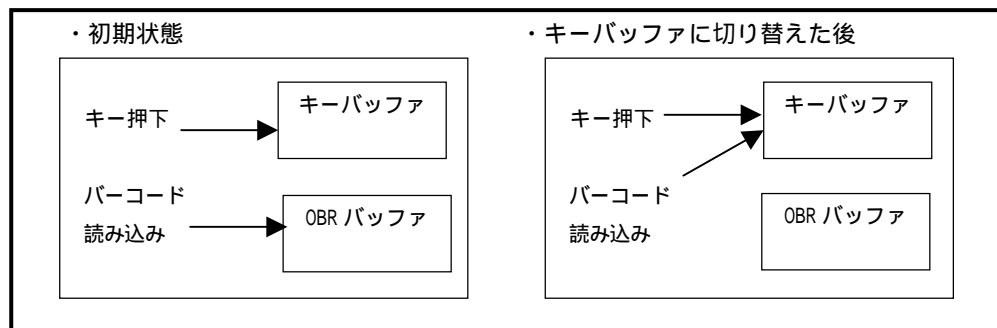 ・初期状態
キー押下
キーバッファ
バーコード
読み込み
OBR バッファ
・キーバッファに切り替えた後
キー押下
キーバッファ
バーコード
読み込み
OBR バッファ